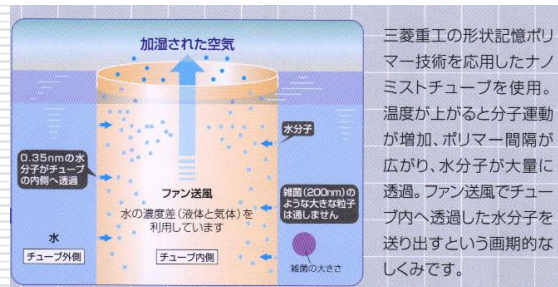 加湿された空気
水分子
0.35nmの水
分子がチューブ
の内側へ透過
ファン送風
水の濃度差(液体と気体)を
利用しています
雑菌(200nm)の
ような大きな粒子
は通しません
水
チューブ外側
チューブ内側
雑菌の大きさ
三菱重工の形状記憶ポリ
マー技術を応用したナノ
ミストチューブを使用。
温度が上がると分子運動
が増加、ポリマー間隔が
広がり、水分子が大量に
透過。ファン送風でチュー
ブ内へ透過した水分子を
送り出すという画期的な
しくみです。